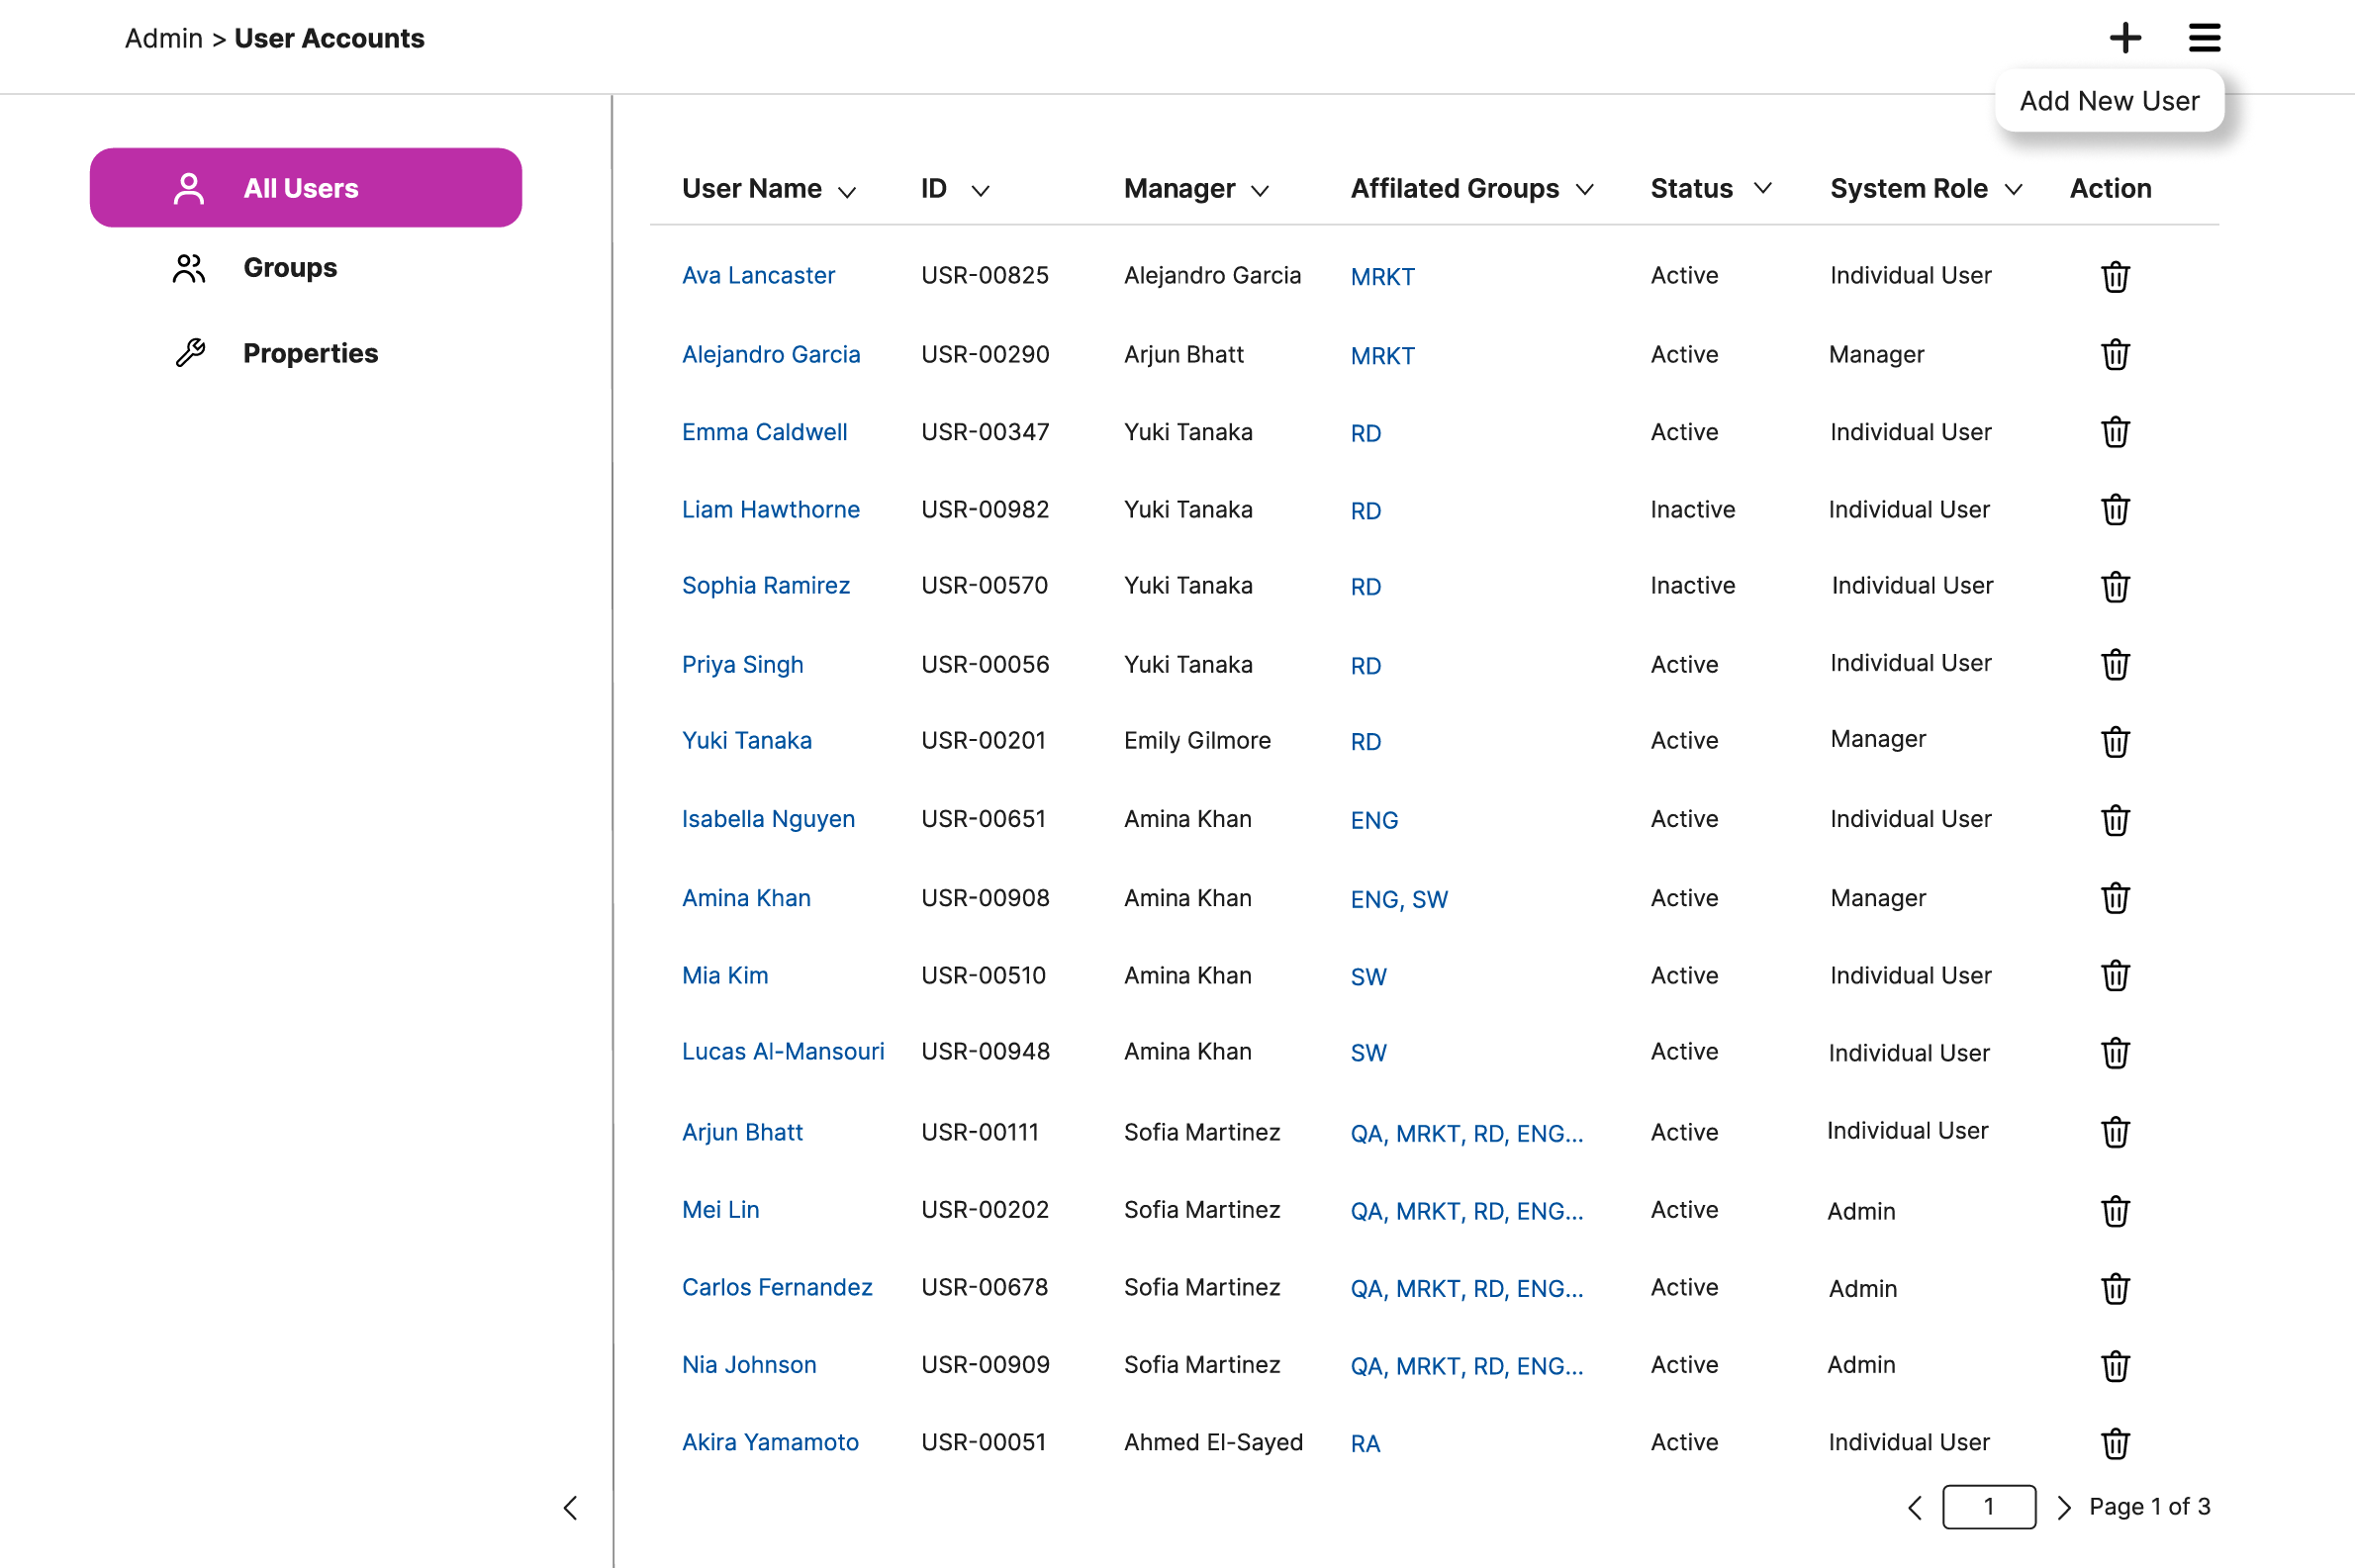 Admin > User Accounts
Add New User
All Users
Groups
Properties
User Name ID Manager Affilated Groups Status System Role Action
Ava Lancaster USR-00825 Alejandro Garcia MRKT Active Individual User
Alejandro Garcia USR-00290 Arjun Bhatt MRKT Active Manager
Emma Caldwell USR-00347 Yuki Tanaka RD Active Individual User
Liam Hawthorne USR-00982 Yuki Tanaka RD Inactive Individual User
Sophia Ramirez USR-00570 Yuki Tanaka RD Inactive Individual User
Priya Singh USR-00056 Yuki Tanaka RD Active Individual User
Yuki Tanaka USR-00201 Emily Gilmore RD Active Manager
Isabella Nguyen USR-00651 Amina Khan ENG Active Individual User
Amina Khan USR-00908 Amina Khan ENG, SW Active Manager
Mia Kim USR-00510 Amina Khan SW Active Individual User
Lucas Al-Mansouri USR-00948 Amina Khan SW Active Individual User
Arjun Bhatt USR-00111 Sofia Martinez QA, MRKT, RD, ENG... Active Individual User
Mei Lin USR-00202 Sofia Martinez QA, MRKT, RD, ENG... Active Admin
Carlos Fernandez USR-00678 Sofia Martinez QA, MRKT, RD, ENG... Active Admin
Nia Johnson USR-00909 Sofia Martinez QA, MRKT, RD, ENG... Active Admin
Akira Yamamoto USR-00051 Ahmed El-Sayed RA Active Individual User
1 Page 1 of 3